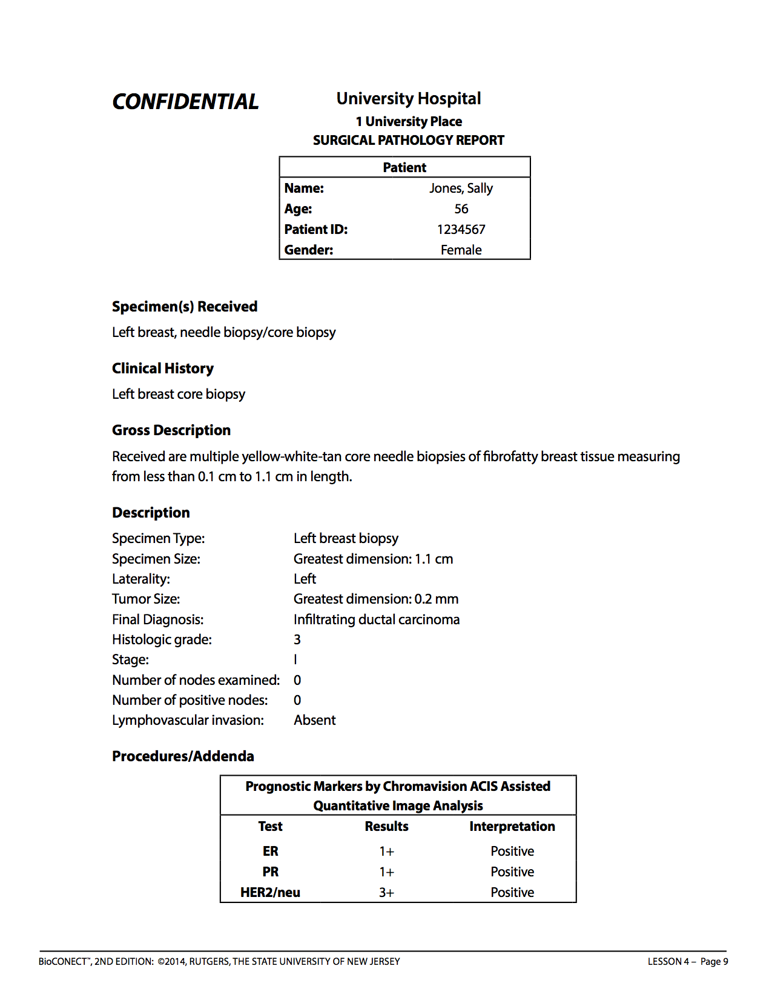 CONFIDENTIAL
University Hospital
1 University Place
SURGICAL PATHOLOGY REPORT
Patient
Name: Jones, Sally
Age: 56
Patient ID: 1234567
Gender: Female
Specimen(s) Received
Left breast, needle biopsy/core biopsy
Clinical History
Left breast core biopsy
Gross Description
Received are multiple yellow-white-tan core needle biopsies of fibrofatty breast tissue measuring
from less than 0.1 cm to 1.1 cm in length.
Description
Specimen Type: Left breast biopsy
Specimen Size: Greatest dimension: 1.1 cm
Laterality: Left
Tumor Size: Greatest dimension: 0.2 mm
Final Diagnosis: Infiltrating ductal carcinoma
Histologic grade: 3
Stage: I
Number of nodes examined: 0
Number of positive nodes: 0
Lymphovascular invasion: Absent
Procedures/Addenda
Prognostic Markers by Chromavision ACIS Assisted
Quantitative Image Analysis
Test Results Interpretation
ER 1+ Positive
PR 1+ Positive
HER2/neu 3+ Positive
BioCONECT™, 2ND EDITION: ©2014, RUTGERS, THE STATE UNIVERSITY OF NEW JERSEY LESSON 4 – Page 9